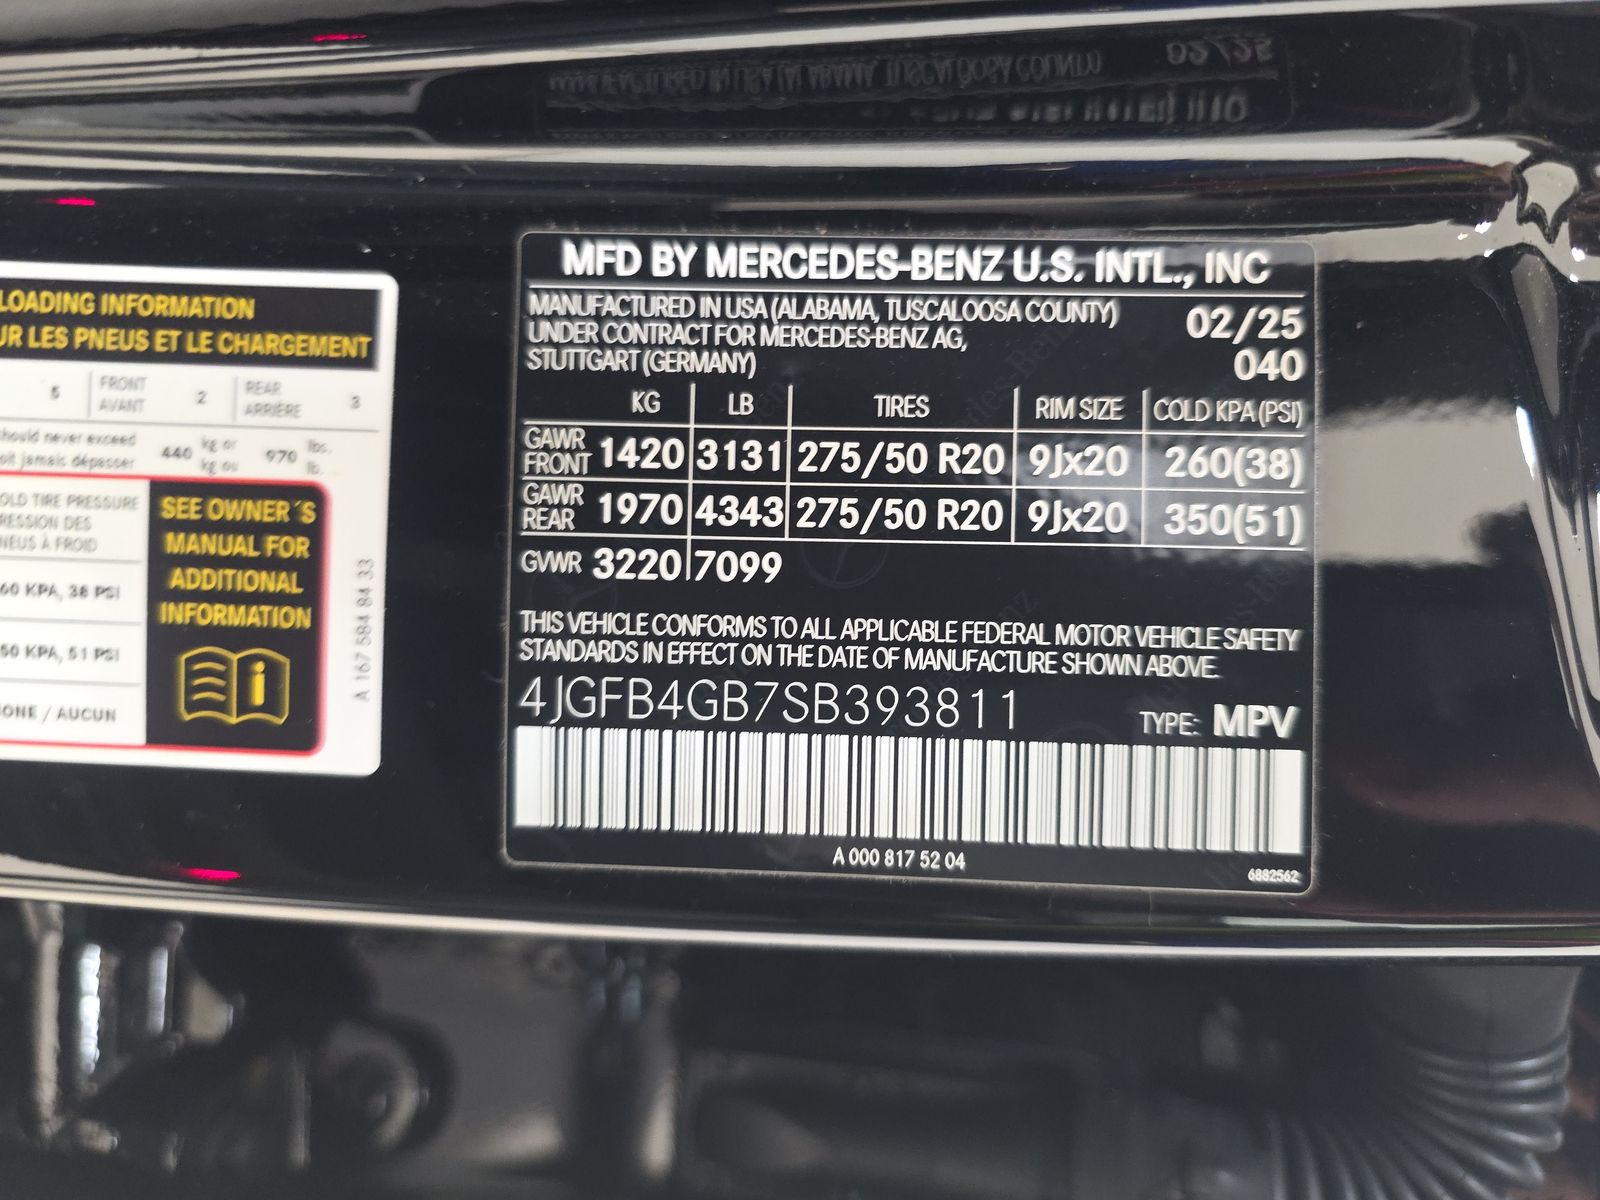 LOADING INFORMATION
UR LES PNEUS ET LE CHARGEMENT
5 FRONT AVANT 2 REAR ARRIÈRE 3
should never exceed
oit jamais dépasser
440 kg or kg ou 970 lbs. lb.
OLD TIRE PRESSURE
RESSION DES
NEUS À FROID
60 KPA, 38 PSI
50 KPA, 51 PSI
ONE / AUCUN
SEE OWNER´S
MANUAL FOR
ADDITIONAL
INFORMATION
A 167 584 84 33
MFD BY MERCEDES-BENZ U.S. INTL., INC
MANUFACTURED IN USA (ALABAMA, TUSCALOOSA COUNTY)
UNDER CONTRACT FOR MERCEDES-BENZ AG,
STUTTGART (GERMANY)
02/25
040
KG LB TIRES RIM SIZE COLD KPA (PSI)
GAWR FRONT 1420 3131 275/50 R20 9Jx20 260(38)
GAWR REAR 1970 4343 275/50 R20 9Jx20 350(51)
GVWR 3220 7099
THIS VEHICLE CONFORMS TO ALL APPLICABLE FEDERAL MOTOR VEHICLE SAFETY
STANDARDS IN EFFECT ON THE DATE OF MANUFACTURE SHOWN ABOVE.
4JGFB4GB7SB393811
TYPE: MPV
A 000 817 52 04
6882562